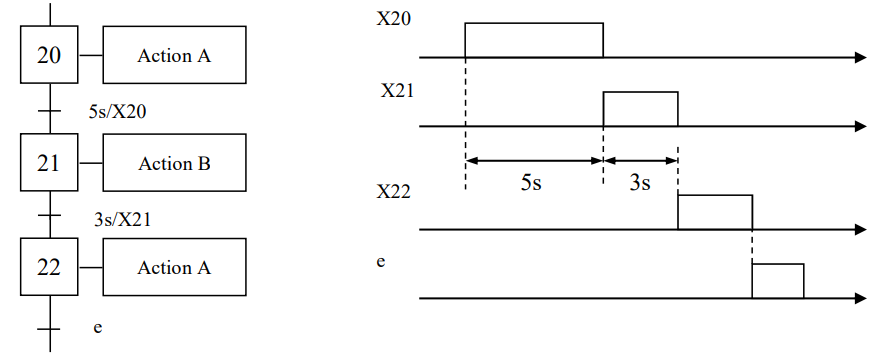 20
Action A
5s/X20
21
Action B
3s/X21
22
Action A
e
X20
X21
5s
3s
X22
e